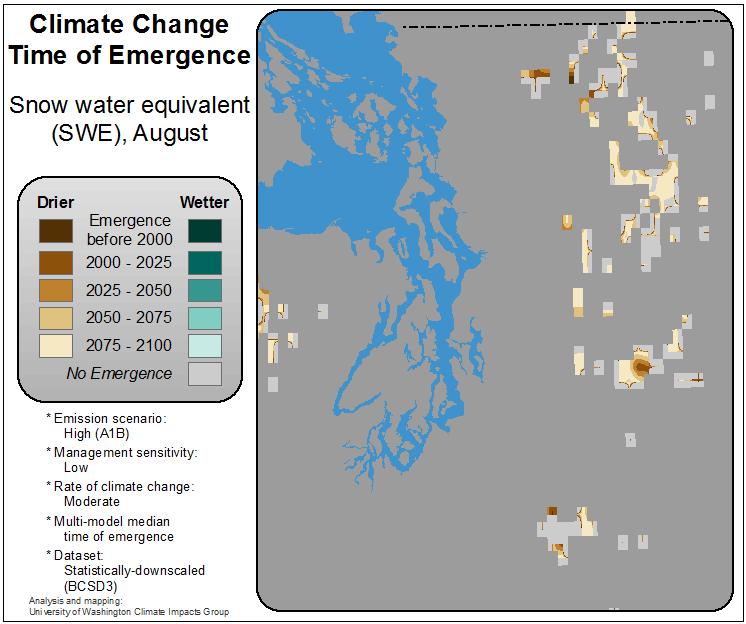 Climate Change
Time of Emergence
Snow water equivalent
(SWE), August
Drier Wetter
Emergence
before 2000
2000 - 2025
2025 - 2050
2050 - 2075
2075 - 2100
No Emergence
* Emission scenario:
High (A1B)
* Management sensitivity:
Low
* Rate of climate change:
Moderate
* Multi-model median
time of emergence
* Dataset:
Statistically-downscaled
(BCSD3)
Analysis and mapping:
University of Washington Climate Impacts Group